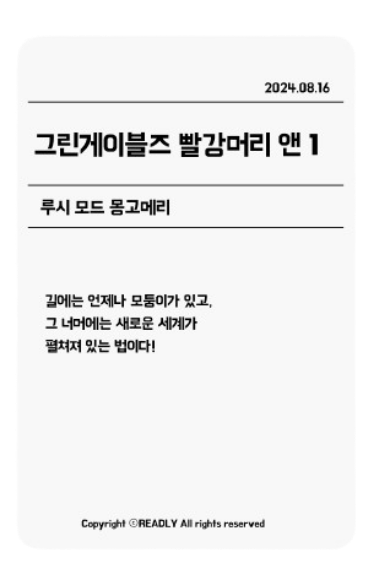 2024.08.16
그린게이블즈 빨강머리 앤 1
루시 모드 몽고메리
길에는 언제나 모퉁이가 있고,
그 너머에는 새로운 세계가
펼쳐져 있는 법이다!
Copyright ⓒREADLY All rights reserved